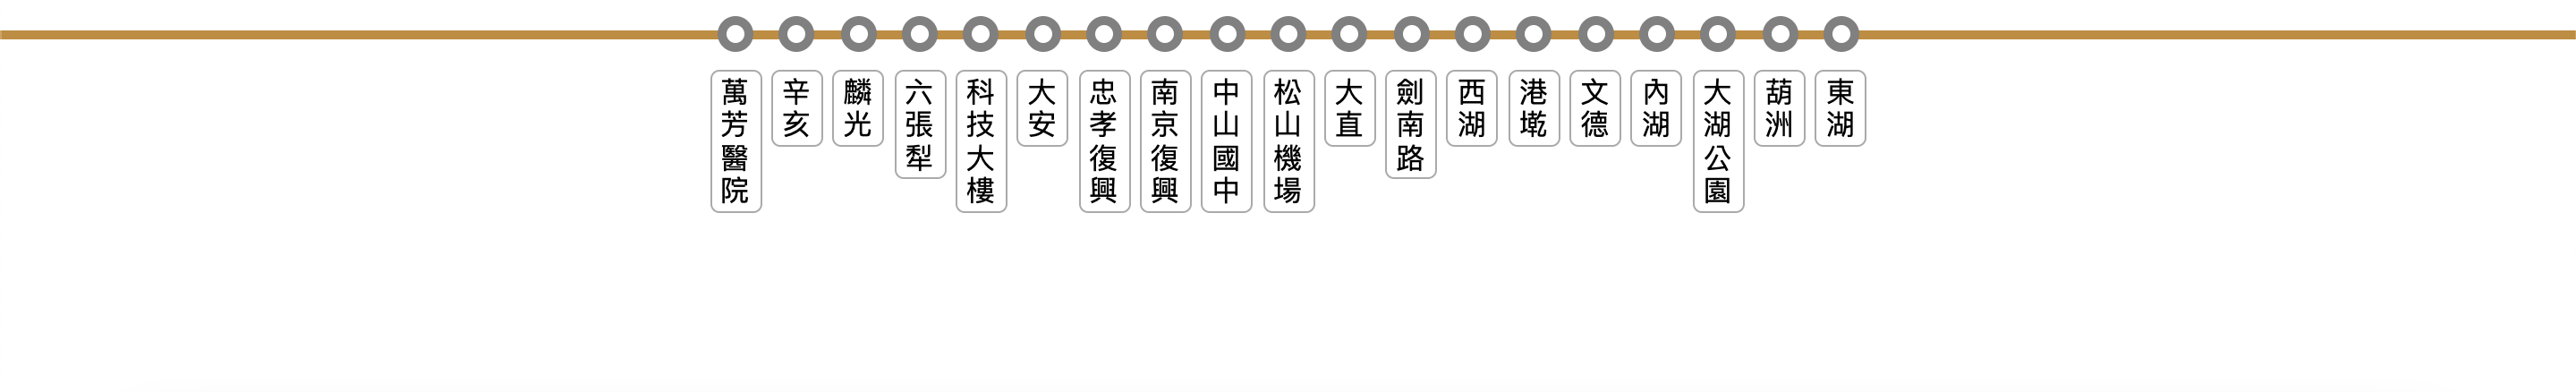 萬芳醫院
辛亥
麟光
六張犁
科技大樓
大安
忠孝復興
南京復興
中山國中
松山機場
大直
劍南路
西湖
港墘
文德
內湖
大湖公園
葫洲
東湖